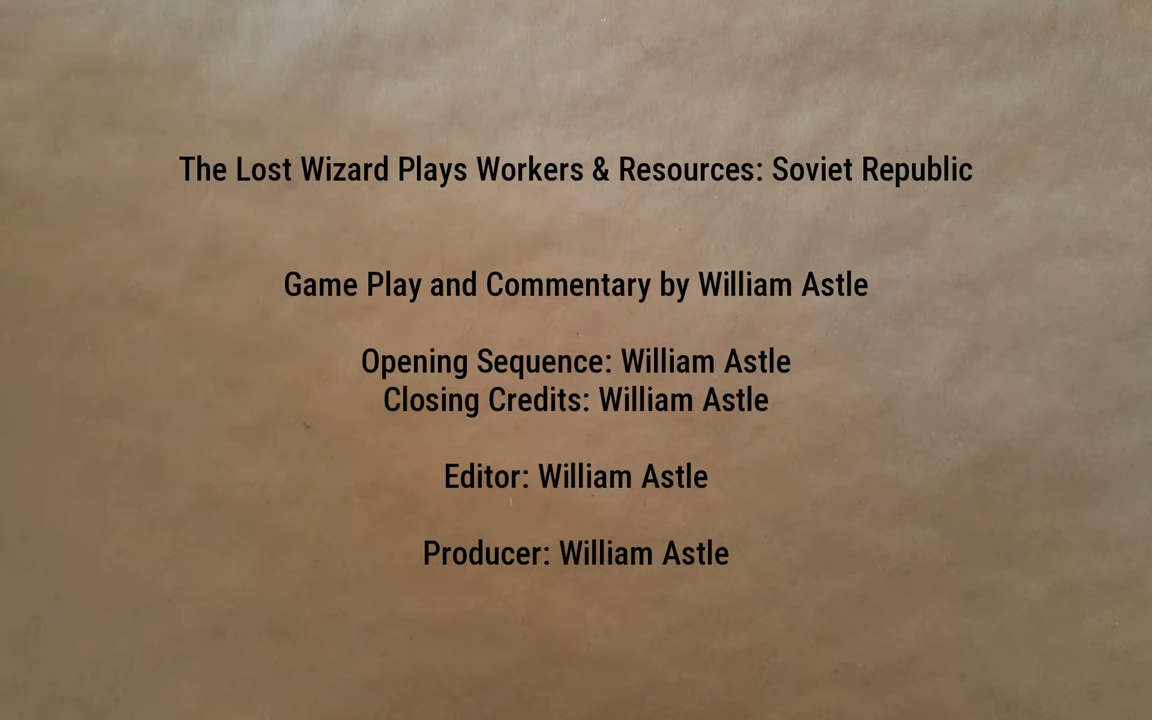 The Lost Wizard Plays Workers & Resources: Soviet Republic
Game Play and Commentary by William Astle
Opening Sequence: William Astle
Closing Credits: William Astle
Editor: William Astle
Producer: William Astle